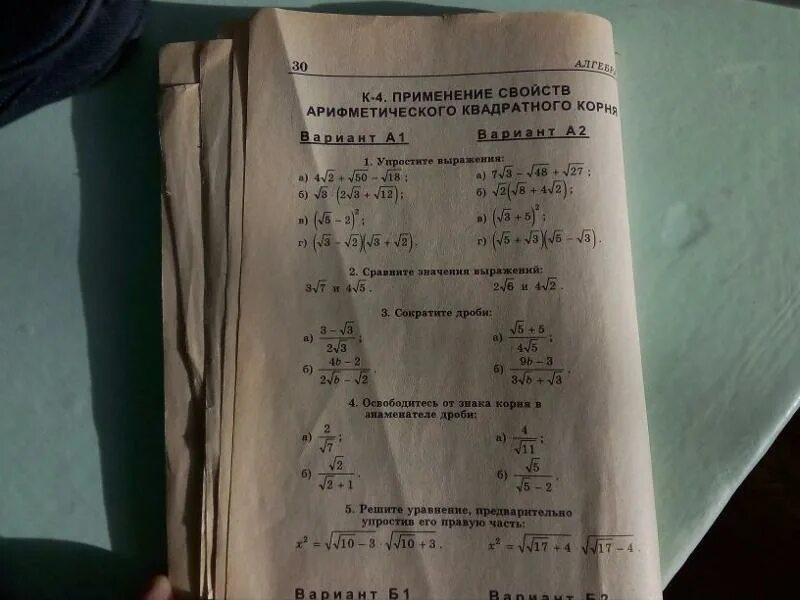 30 АЛГЕБРА
К-4. ПРИМЕНЕНИЕ СВОЙСТВ
АРИФМЕТИЧЕСКОГО КВАДРАТНОГО КОРНЯ
Вариант А1 Вариант А2
1. Упростите выражения:
а) 4√2 + √50 − √18 ; а) 7√3 − √48 + √27 ;
б) √3 · (2√3 + √12); б) √2(√8 + 4√2);
в) (√5 − 2)²; в) (√3 + 5)²;
г) (√3 − √2)(√3 + √2). г) (√5 + √3)(√5 − √3).
2. Сравните значения выражений:
3√7 и 4√5 . 2√6 и 4√2 .
3. Сократите дроби:
а) (3 − √3)/(2√3) ; а) (√5 + 5)/(4√5) ;
б) (4b − 2)/(2√b − √2) . б) (9b − 3)/(3√b + √3) .
4. Освободитесь от знака корня в
знаменателе дроби:
а) 2/√7 ; а) 4/√11 ;
б) √2/(√2 + 1) . б) √5/(√5 − 2) .
5. Решите уравнение, предварительно
упростив его правую часть:
x² = √(√10 − 3) · √(√10 + 3) . x² = √(√17 + 4) · √(√17 − 4) .
Вариант Б1 Вариант Б2